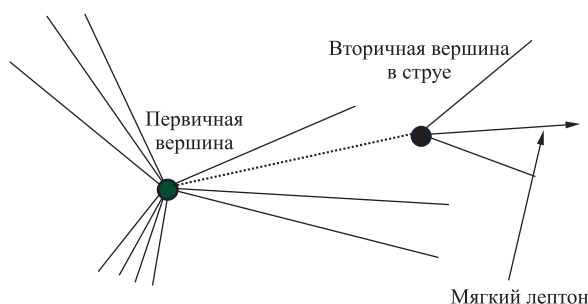 Вторичная вершина
в струе
Первичная
вершина
Мягкий лептон